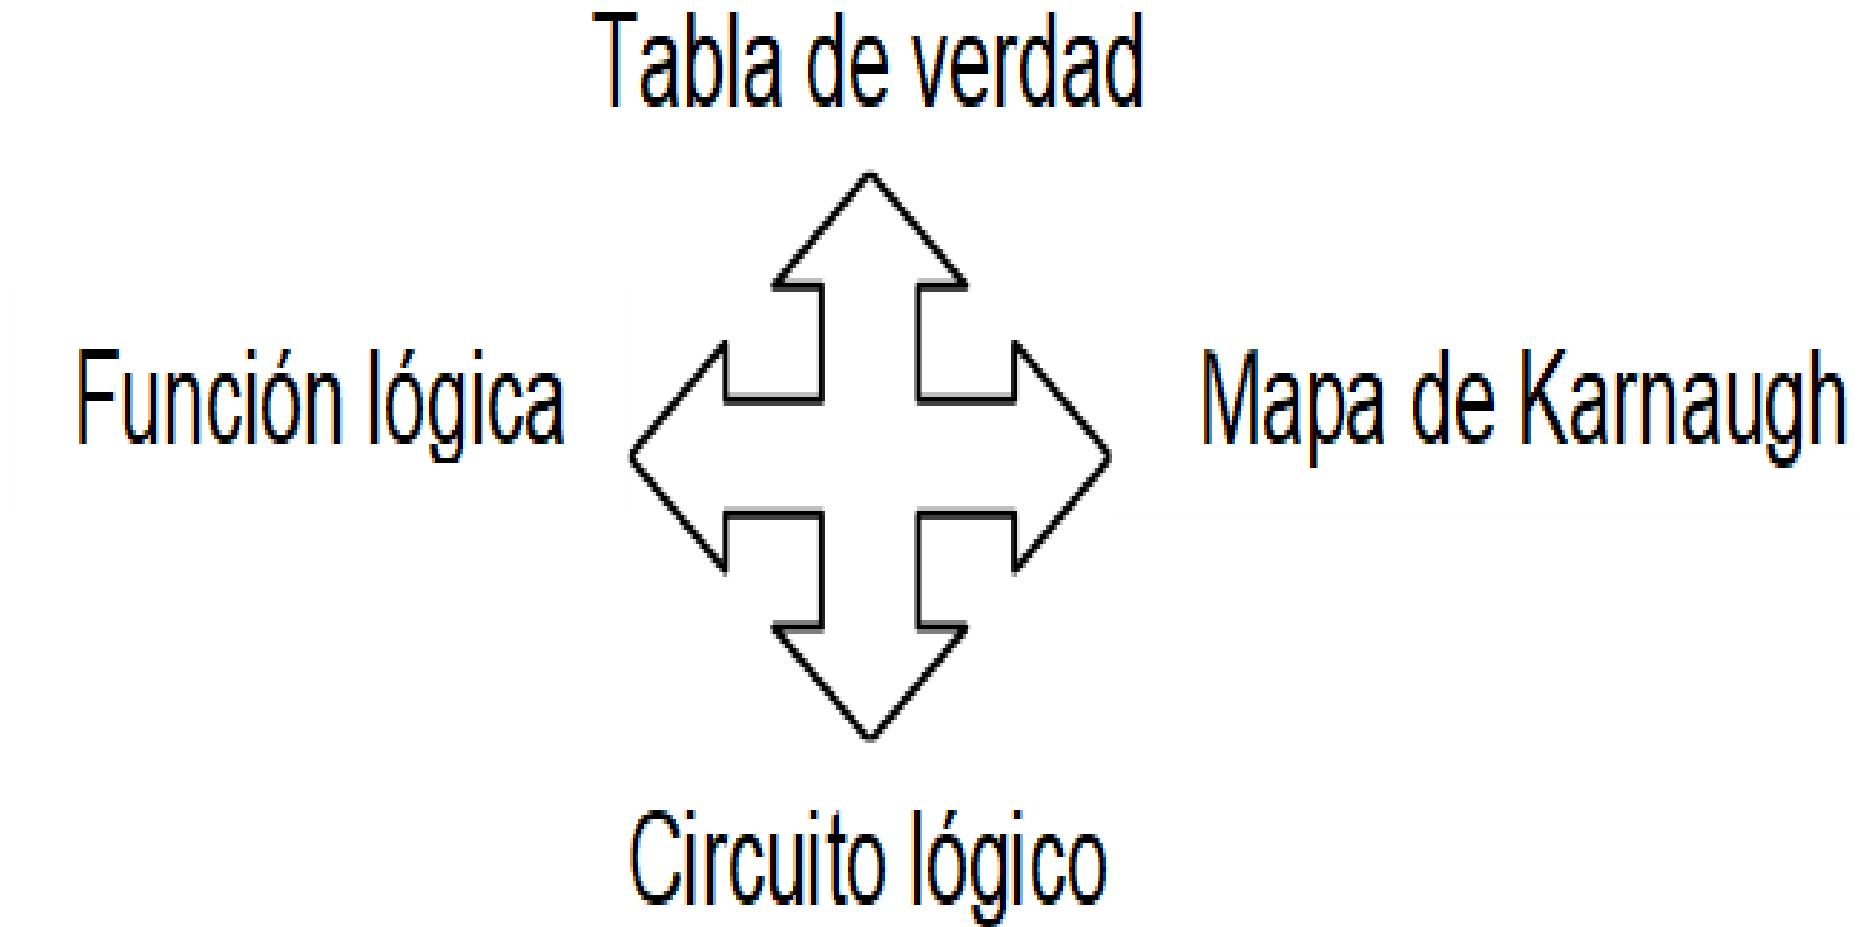 Tabla de verdad
Función lógica
Mapa de Karnaugh
Circuito lógico